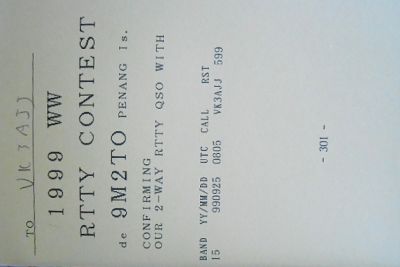 TO VK3AJJ
1999 WW
RTTY CONTEST
de 9M2TO PENANG Is.
CONFIRMING
OUR 2-WAY RTTY QSO WITH
BAND YY/MM/DD UTC CALL RST
15 990925 0805 VK3AJJ 599
- 301 -